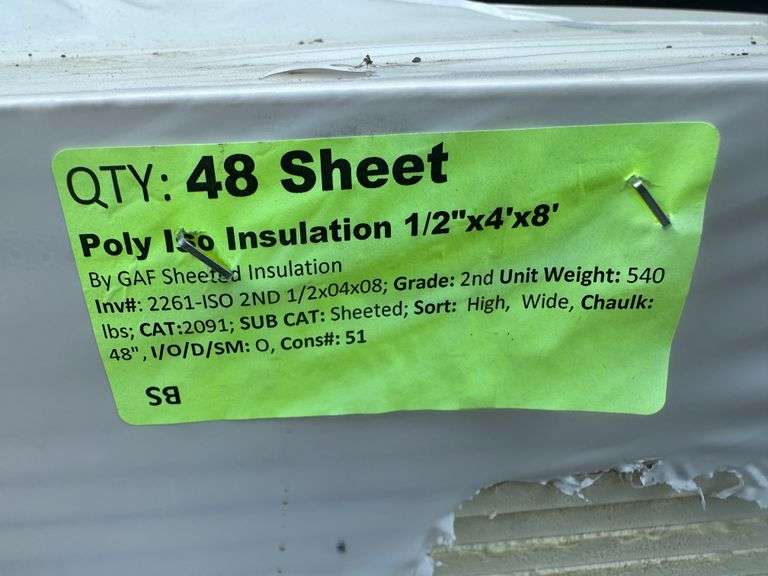 QTY: 48 Sheet
Poly Iso Insulation 1/2"x4'x8'
By GAF Sheeted Insulation
Inv#: 2261-ISO 2ND 1/2x04x08; Grade: 2nd Unit Weight: 540
lbs; CAT:2091; SUB CAT: Sheeted; Sort: High, Wide, Chaulk:
48", I/O/D/SM: O, Cons#: 51
BS